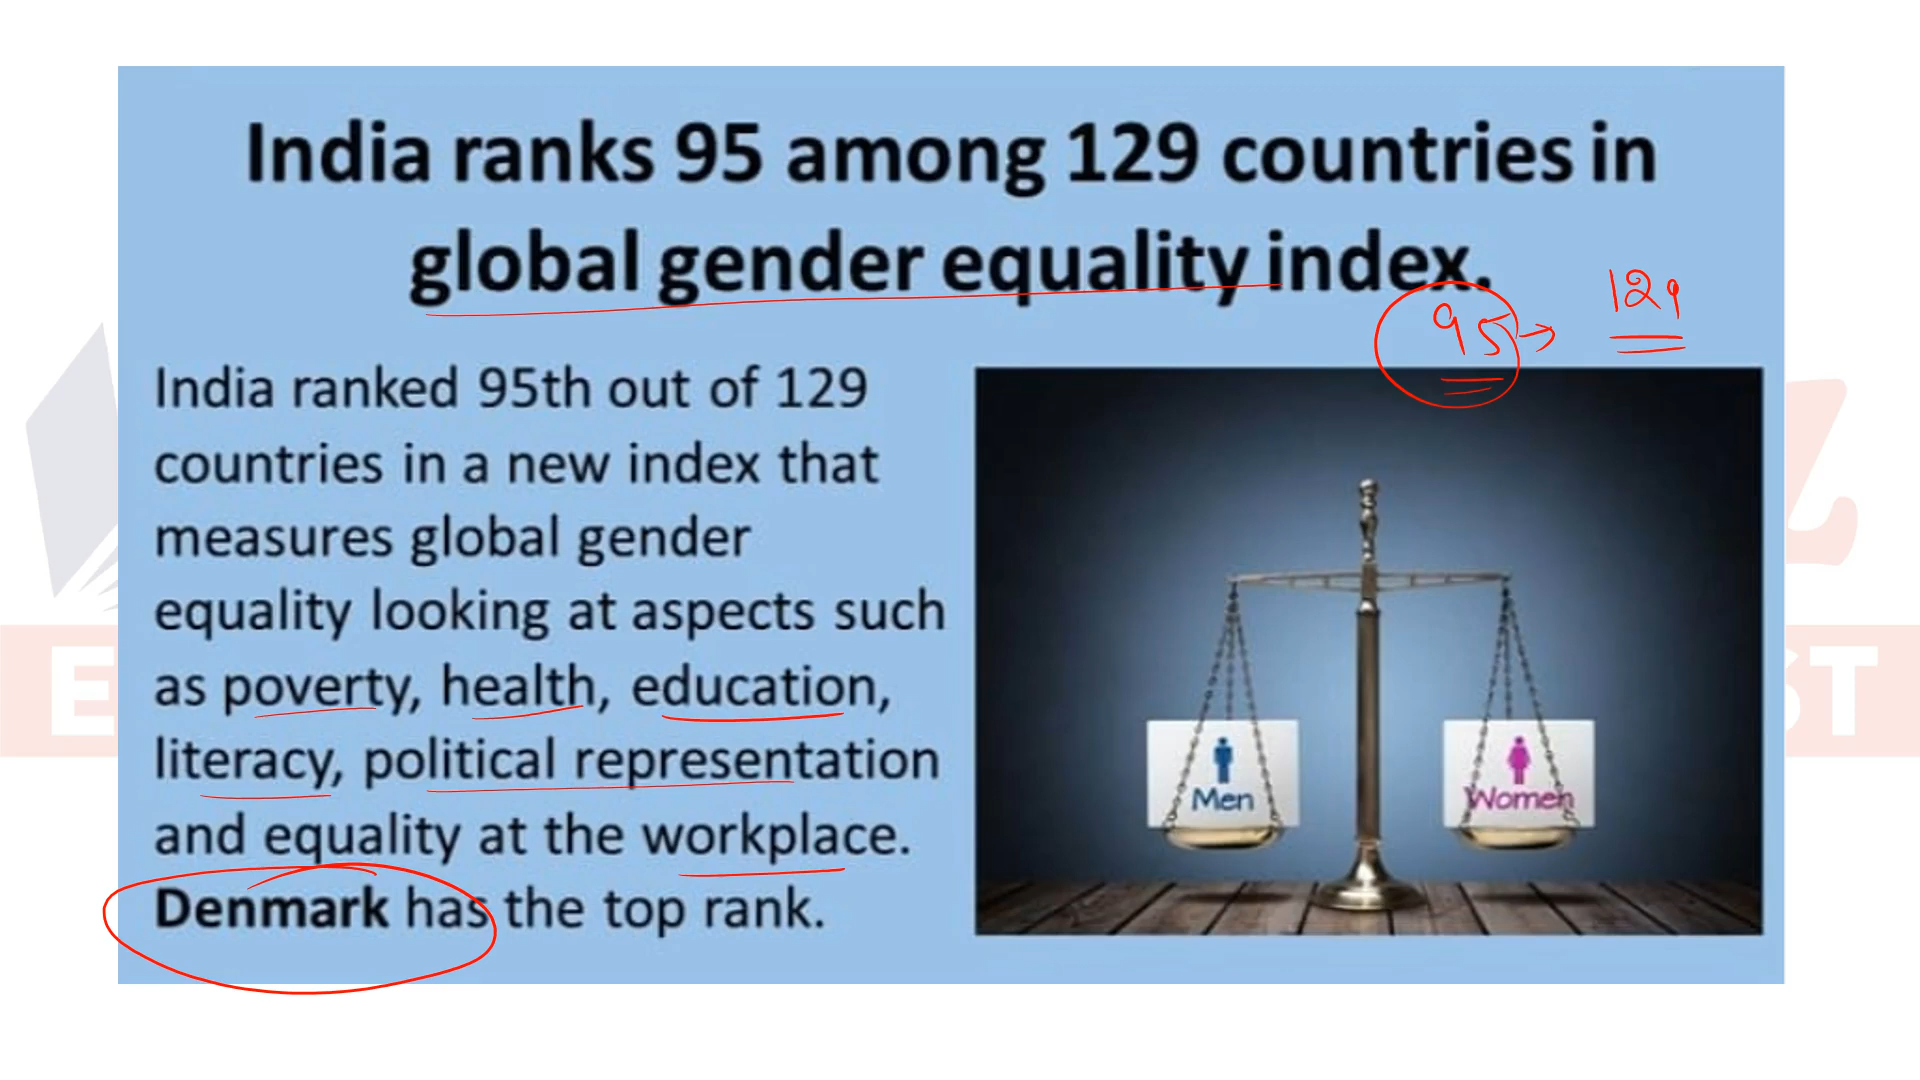 India ranks 95 among 129 countries in
global gender equality index.
95 → 129
India ranked 95th out of 129
countries in a new index that
measures global gender
equality looking at aspects such
as poverty, health, education,
literacy, political representation
and equality at the workplace.
Denmark has the top rank.
Men
Women
E
ST